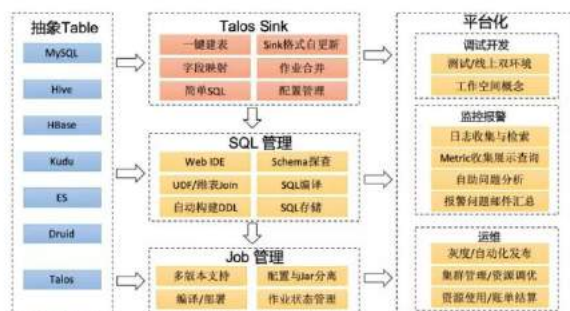 抽象Table
MySQL
Hive
HBase
Kudu
ES
Druid
Talos
Talos Sink
一键建表
Sink格式自更新
字段映射
作业合并
简单SQL
配置管理
SQL 管理
Web IDE
Schema探查
UDF/维表Join
SQL编译
自动构建DDL
SQL存储
Job 管理
多版本支持
配置与Jar分离
编译/部署
作业状态管理
平台化
调试开发
测试/线上双环境
工作空间概念
监控报警
日志收集与检索
Metric收集展示查询
自助问题分析
报警问题邮件汇总
运维
灰度/自动化发布
集群管理/资源调优
资源使用/账单结算